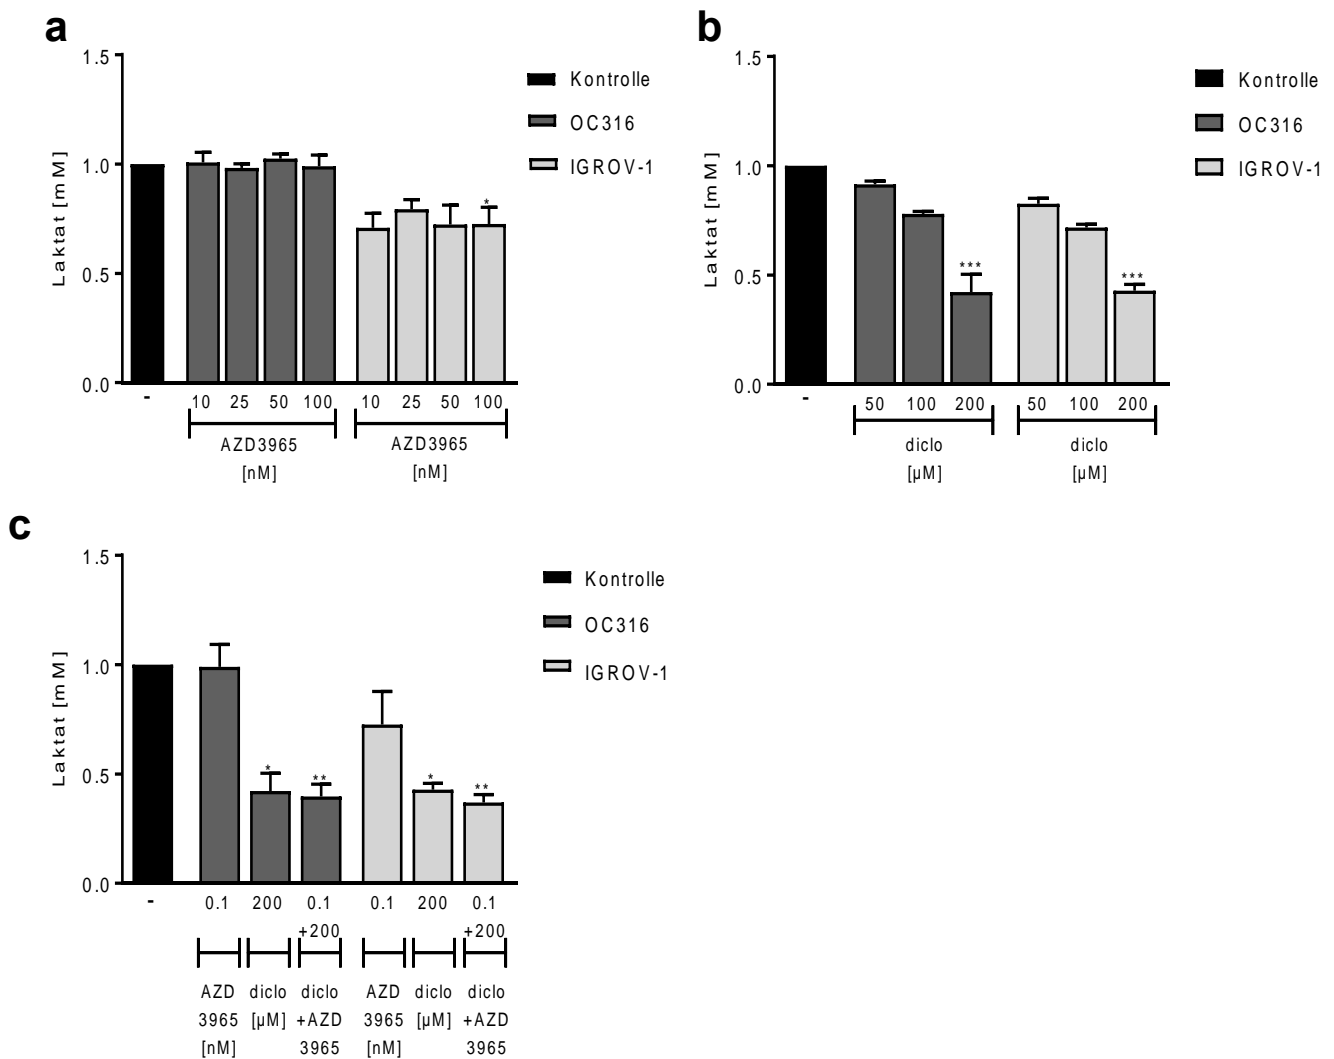 a
1.5
1.0
0.5
0.0
Laktat [mM]
Kontrolle
OC316
IGROV-1
*
- 10 25 50 100 10 25 50 100
AZD3965 AZD3965
[nM] [nM]
b
1.5
1.0
0.5
0.0
Laktat [mM]
Kontrolle
OC316
IGROV-1
*** ***
- 50 100 200 50 100 200
diclo diclo
[µM] [µM]
c
1.5
1.0
0.5
0.0
Laktat [mM]
Kontrolle
OC316
IGROV-1
* ** * **
- 0.1 200 0.1 0.1 200 0.1
+200 +200
AZD diclo diclo AZD diclo diclo
3965 [µM] +AZD 3965 [µM] +AZD
[nM] 3965 [nM] 3965